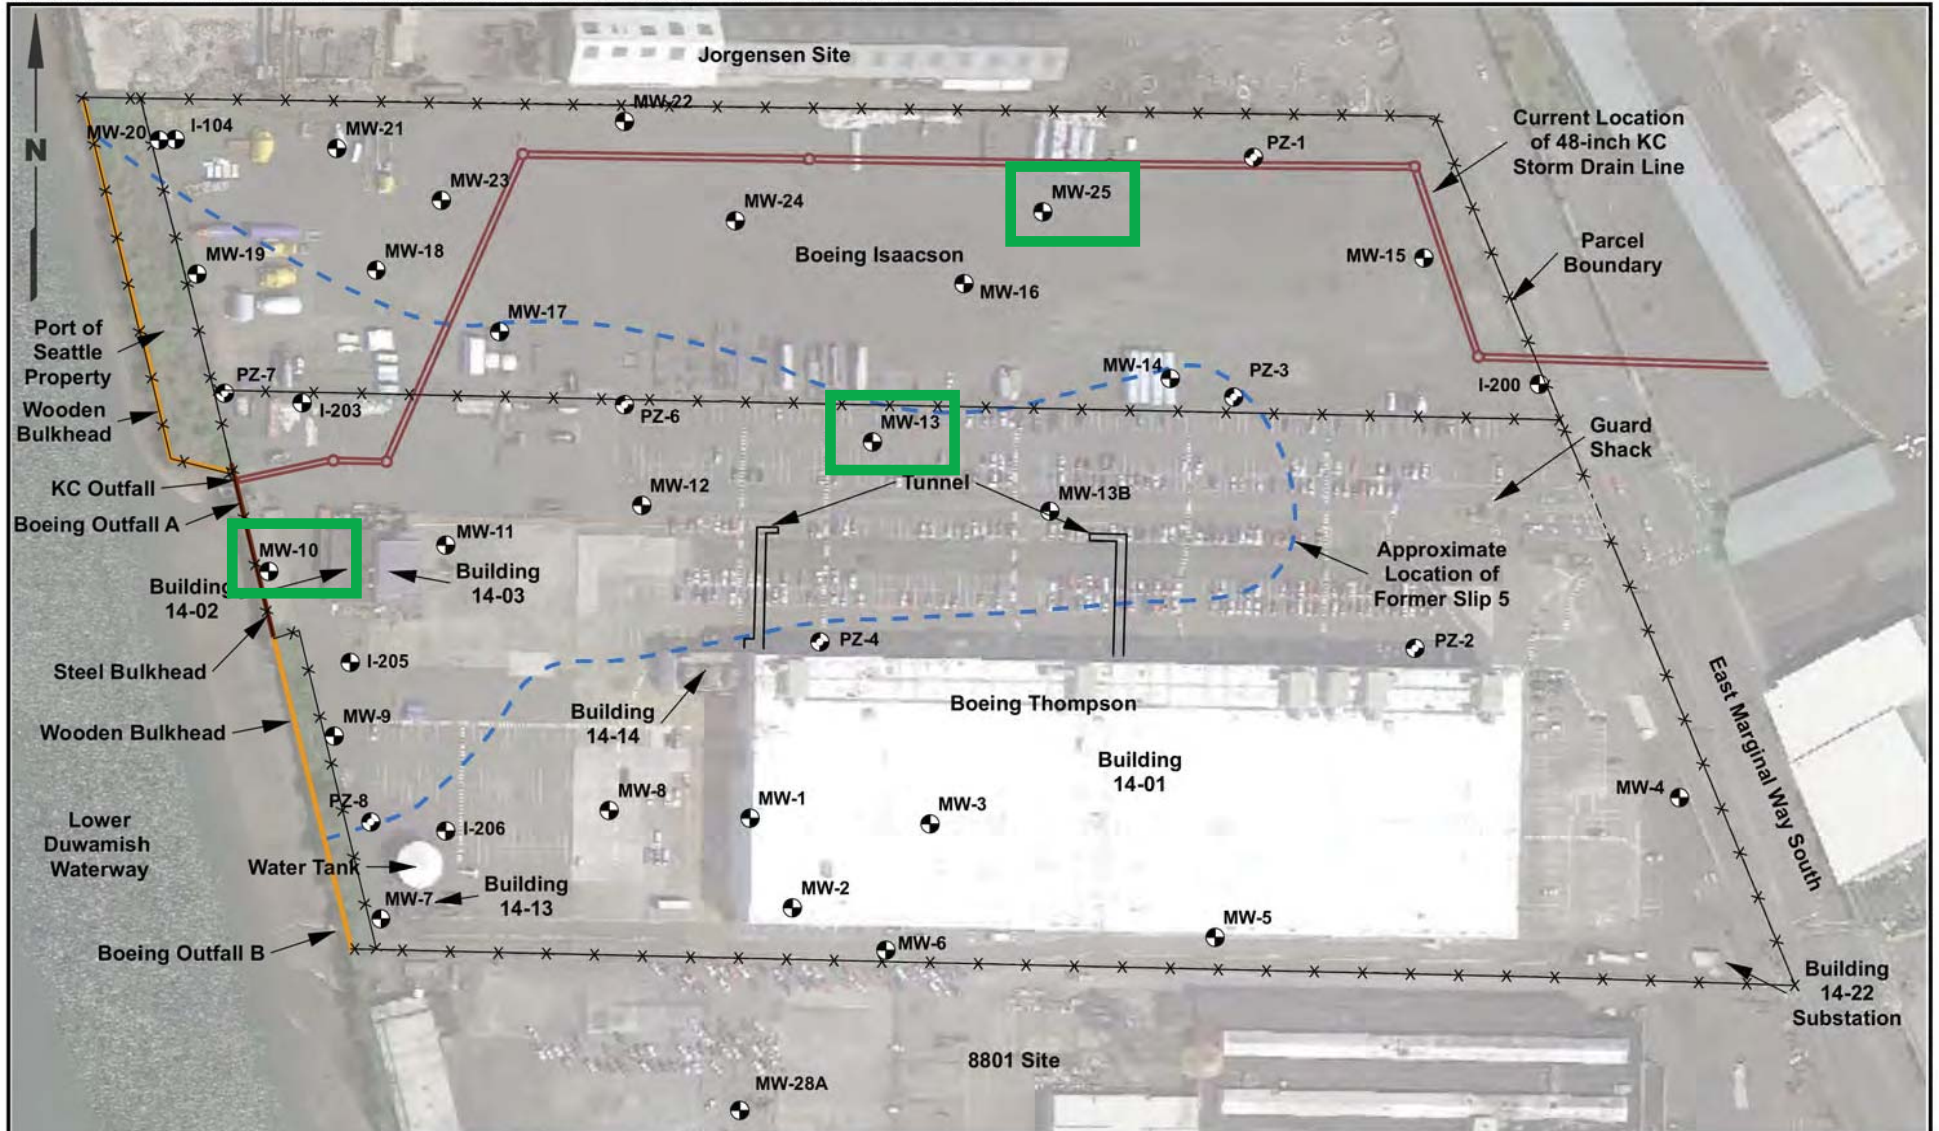 Jorgensen Site
MW-22
MW-20
I-104
MW-21
PZ-1
Current Location
of 48-inch KC
Storm Drain Line
N
MW-23
MW-24
MW-25
MW-19
MW-18
Boeing Isaacson
MW-15
Parcel
Boundary
MW-16
MW-17
Port of
Seattle
Property
PZ-7
MW-14
PZ-3
I-200
Wooden
Bulkhead
I-203
PZ-6
MW-13
Guard
Shack
KC Outfall
MW-12
Tunnel
MW-13B
Boeing Outfall A
MW-10
MW-11
Building
14-02
Building
14-03
Approximate
Location of
Former Slip 5
Steel Bulkhead
I-205
PZ-4
PZ-2
Wooden Bulkhead
MW-9
Building
14-14
Boeing Thompson
East Marginal Way South
Building
14-01
PZ-8
MW-8
MW-1
MW-3
MW-4
Lower
Duwamish
Waterway
I-206
Water Tank
MW-7
Building
14-13
MW-2
MW-5
Boeing Outfall B
MW-6
Building
14-22
Substation
8801 Site
MW-28A